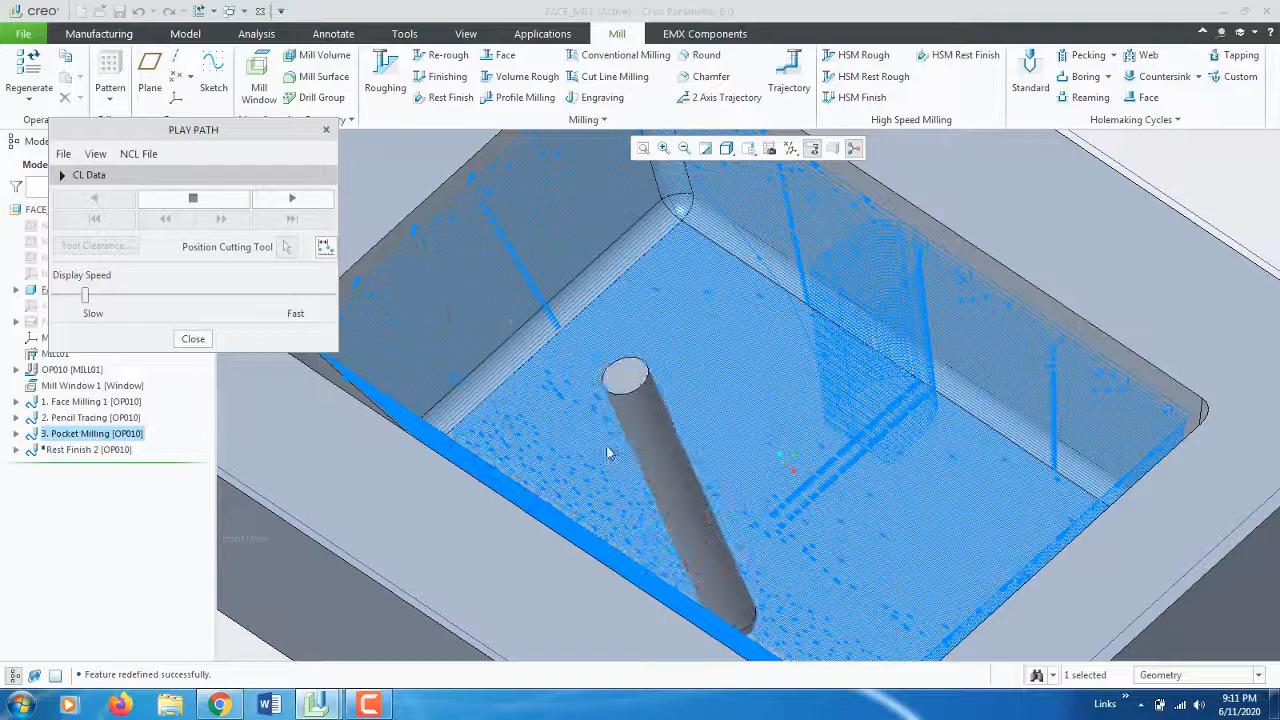 creo
FACE_MILL (Active) Creo Parametric 6.0
File Manufacturing Model Analysis Annotate Tools View Applications Mill EMX Components
Regenerate
Pattern
Plane
Sketch
Mill Window
Mill Volume
Mill Surface
Drill Group
Roughing
Re-rough
Finishing
Rest Finish
Face
Volume Rough
Profile Milling
Conventional Milling
Cut Line Milling
Engraving
Round
Chamfer
2 Axis Trajectory
Trajectory
HSM Rough
HSM Rest Rough
HSM Finish
HSM Rest Finish
Standard
Pecking
Boring
Reaming
Web
Countersink
Face
Tapping
Custom
Opera
Milling
High Speed Milling
Holemaking Cycles
PLAY PATH
File View NCL File
CL Data
Tool Clearance...
Position Cutting Tool
Display Speed
Slow Fast
Close
Mode
Mode
FACE_
MILL01
OP010 [MILL01]
Mill Window 1 [Window]
1. Face Milling 1 [OP010]
2. Pencil Tracing [OP010]
3. Pocket Milling [OP010]
*Rest Finish 2 [OP010]
Insert Mode
• Feature redefined successfully.
1 selected
Geometry
Links
9:11 PM
6/11/2020